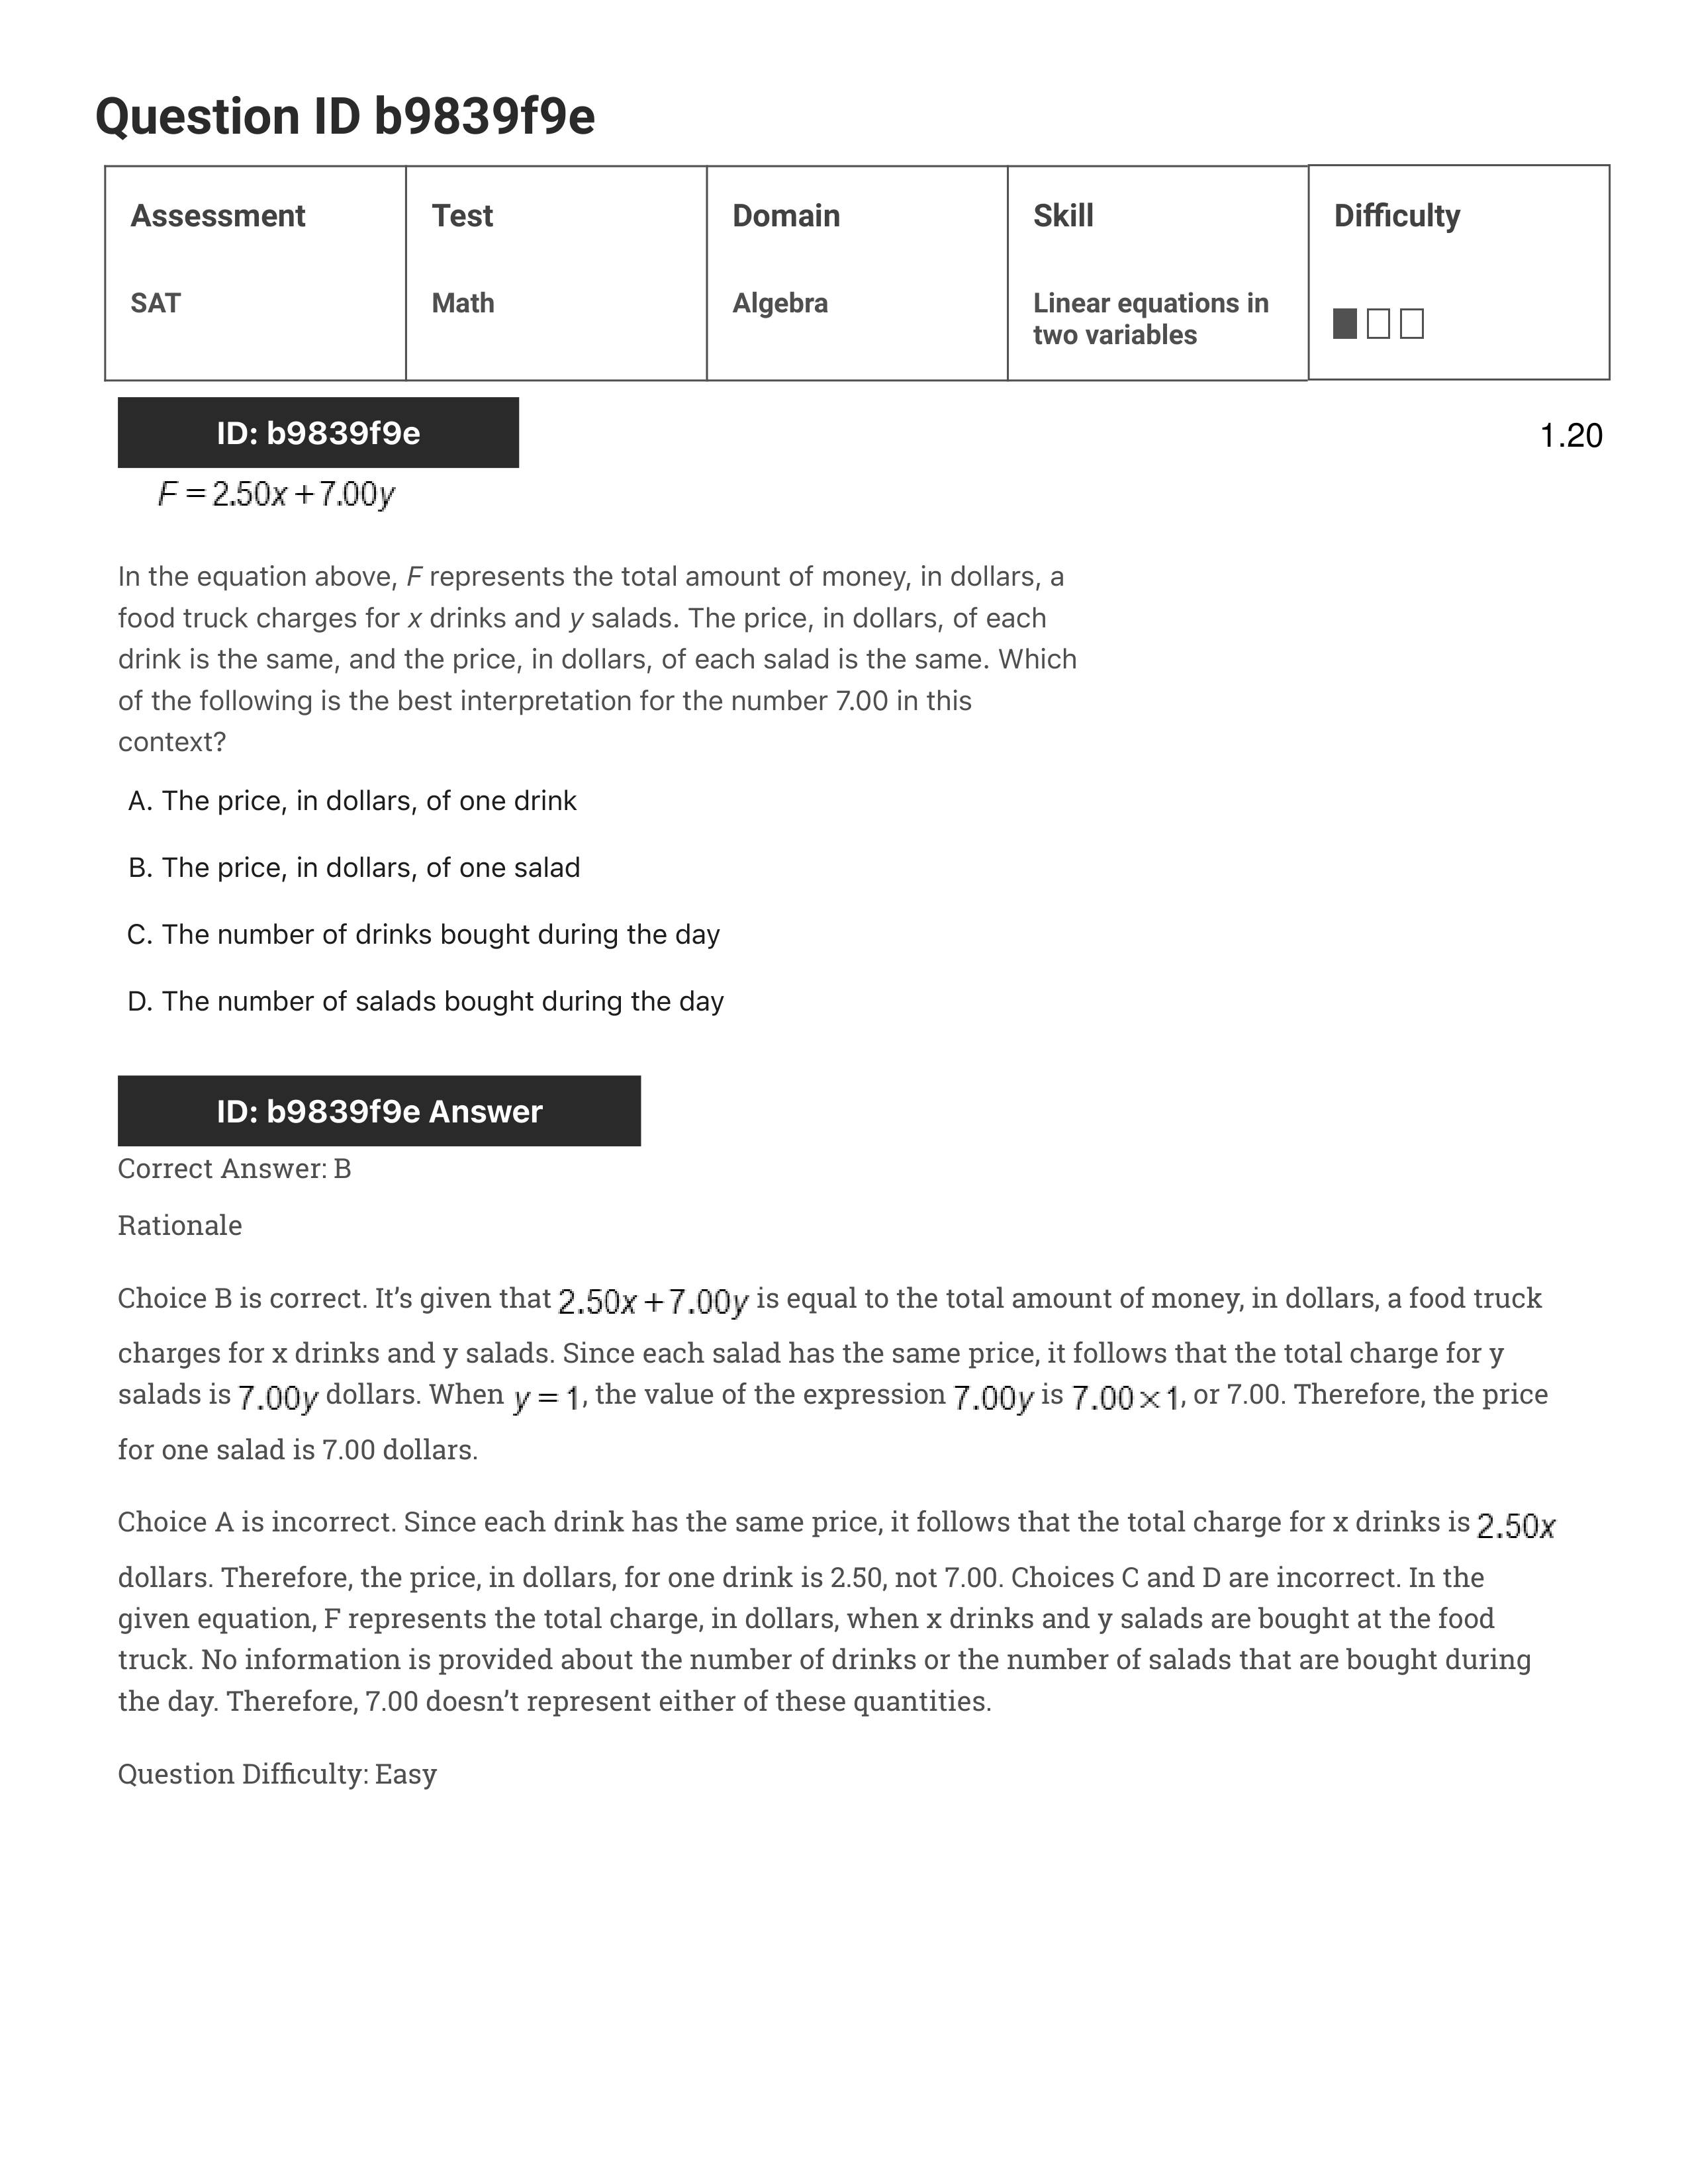 Question ID b9839f9e
Assessment Test Domain Skill Difficulty
SAT Math Algebra Linear equations in
two variables
ID: b9839f9e
1.20
F = 2.50x + 7.00y
In the equation above, F represents the total amount of money, in dollars, a
food truck charges for x drinks and y salads. The price, in dollars, of each
drink is the same, and the price, in dollars, of each salad is the same. Which
of the following is the best interpretation for the number 7.00 in this
context?
A. The price, in dollars, of one drink
B. The price, in dollars, of one salad
C. The number of drinks bought during the day
D. The number of salads bought during the day
ID: b9839f9e Answer
Correct Answer: B
Rationale
Choice B is correct. It’s given that 2.50x + 7.00y is equal to the total amount of money, in dollars, a food truck
charges for x drinks and y salads. Since each salad has the same price, it follows that the total charge for y
salads is 7.00y dollars. When y = 1, the value of the expression 7.00y is 7.00 × 1, or 7.00. Therefore, the price
for one salad is 7.00 dollars.
Choice A is incorrect. Since each drink has the same price, it follows that the total charge for x drinks is 2.50x
dollars. Therefore, the price, in dollars, for one drink is 2.50, not 7.00. Choices C and D are incorrect. In the
given equation, F represents the total charge, in dollars, when x drinks and y salads are bought at the food
truck. No information is provided about the number of drinks or the number of salads that are bought during
the day. Therefore, 7.00 doesn’t represent either of these quantities.
Question Difficulty: Easy